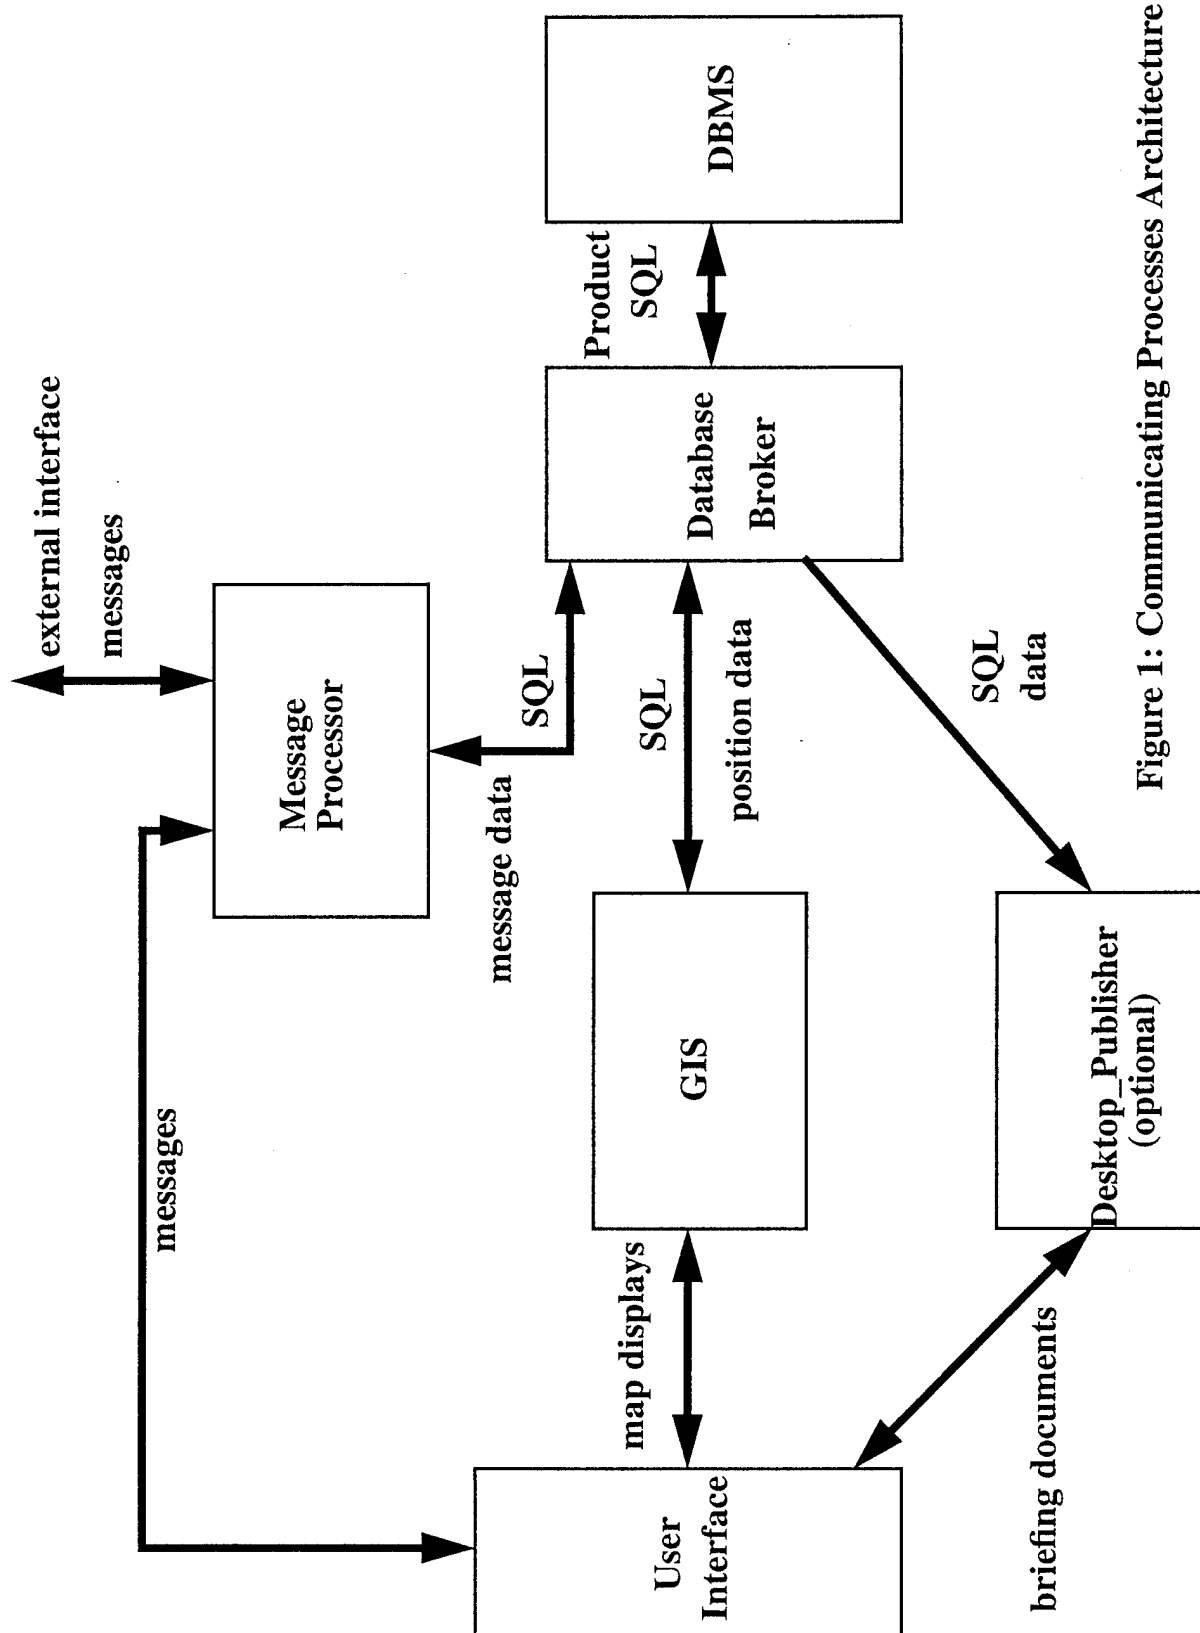 external interface
messages
messages
Message
Processor
message data
SQL
User
Interface
map displays
GIS
SQL
position data
Database
Broker
Product
SQL
DBMS
briefing documents
Desktop_Publisher
(optional)
SQL
data
Figure 1: Communicating Processes Architecture